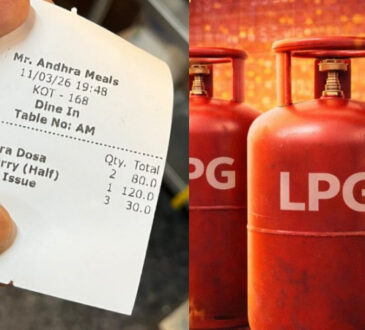 Mr. Andhra Meals
11/03/26 19:48
KOT - 168
Dine In
Table No: AM
Qty. Total
ra Dosa 2 80.0
rry (Half) 1 120.0
Issue 3 30.0
LPG
LPG